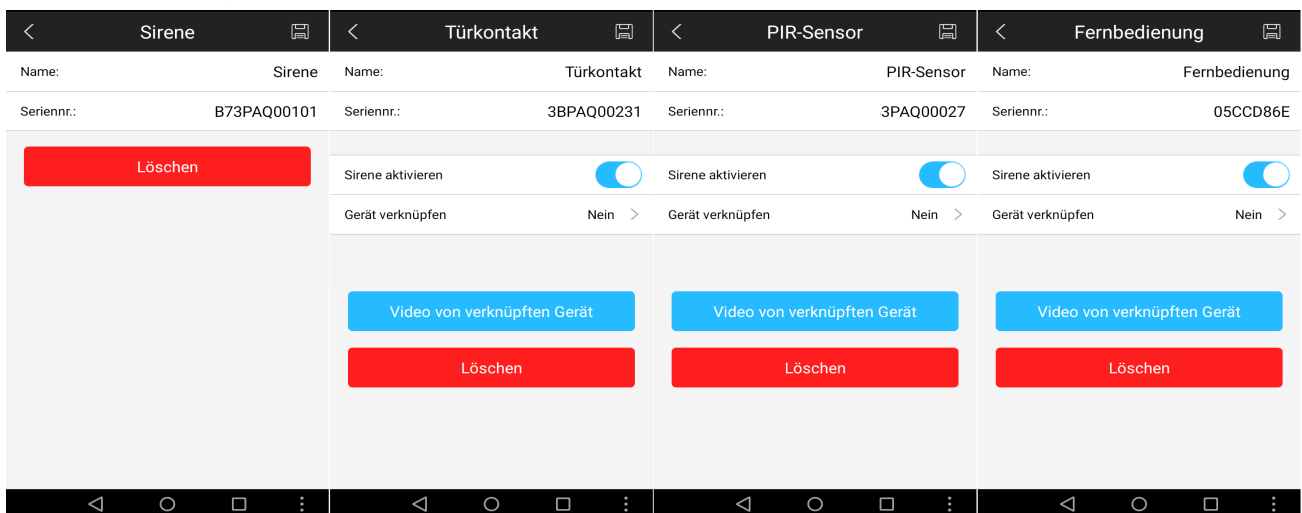 Sirene
Name: Sirene
Seriennr.: B73PAQ00101
Löschen
Türkontakt
Name: Türkontakt
Seriennr.: 3BPAQ00231
Sirene aktivieren
Gerät verknüpfen Nein
Video von verknüpften Gerät
Löschen
PIR-Sensor
Name: PIR-Sensor
Seriennr.: 3PAQ00027
Sirene aktivieren
Gerät verknüpfen Nein
Video von verknüpften Gerät
Löschen
Fernbedienung
Name: Fernbedienung
Seriennr.: 05CCD86E
Sirene aktivieren
Gerät verknüpfen Nein
Video von verknüpften Gerät
Löschen